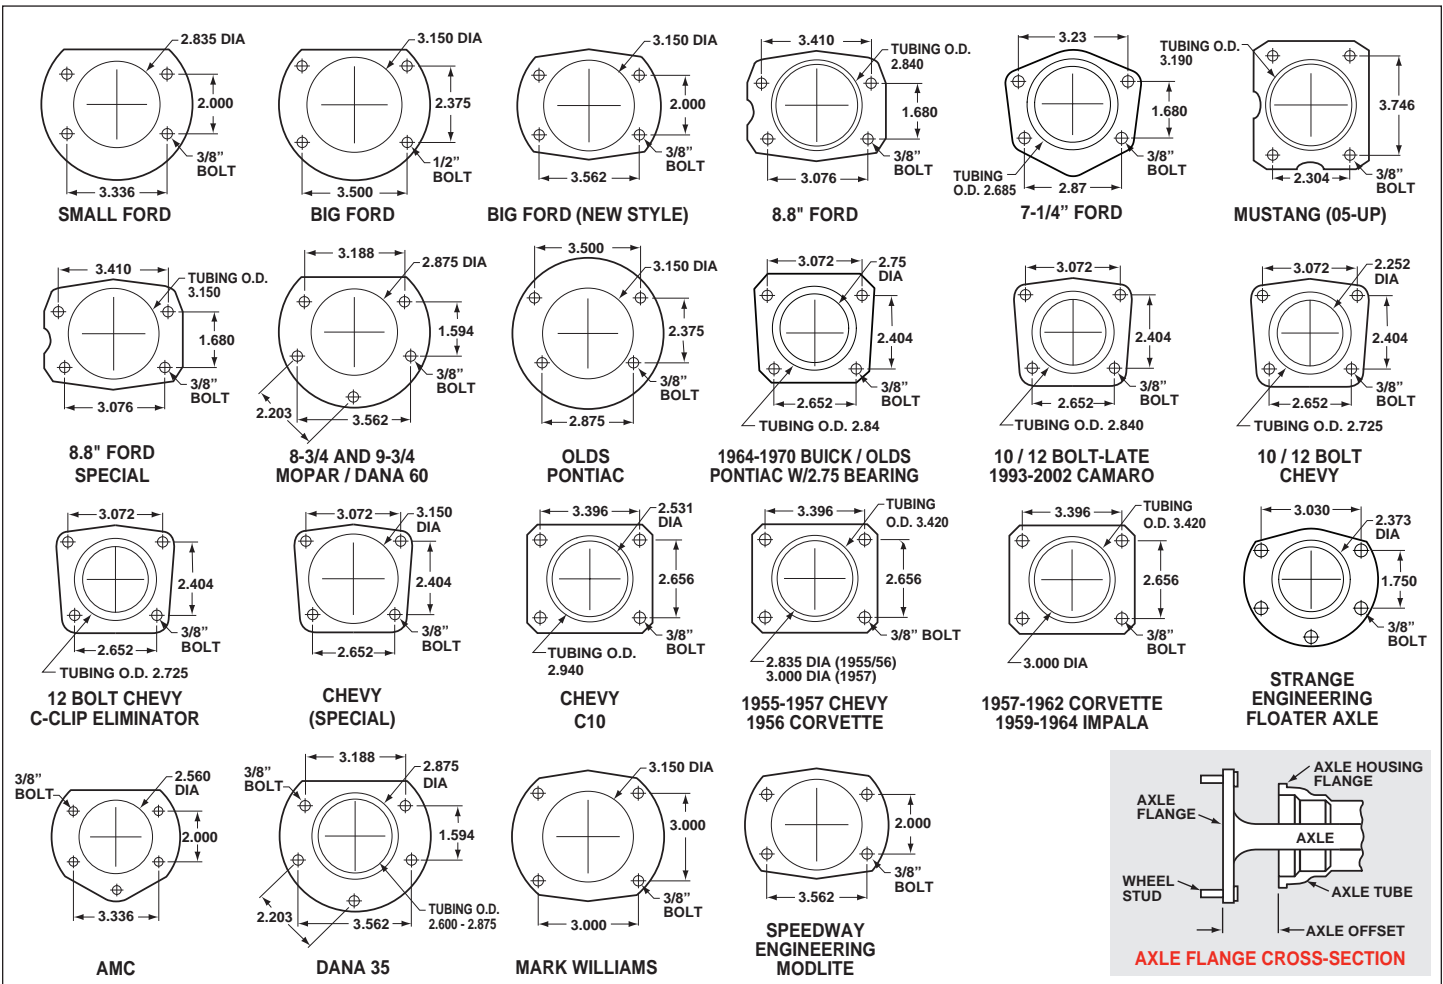 2.835 DIA
2.000
3/8”
BOLT
3.336
SMALL FORD
3.150 DIA
2.375
1/2”
BOLT
3.500
BIG FORD
3.150 DIA
2.000
3/8”
BOLT
3.562
BIG FORD (NEW STYLE)
3.410
TUBING O.D.
2.840
1.680
3/8”
BOLT
3.076
8.8" FORD
3.23
1.680
3/8”
BOLT
TUBING
O.D. 2.685
2.87
7-1/4” FORD
TUBING O.D.
3.190
3.746
2.304
3/8”
BOLT
MUSTANG (05-UP)
3.410
TUBING O.D.
3.150
1.680
3/8”
BOLT
3.076
8.8" FORD
SPECIAL
3.188
2.875 DIA
1.594
3/8”
BOLT
2.203
3.562
8-3/4 AND 9-3/4
MOPAR / DANA 60
3.500
3.150 DIA
2.375
3/8”
BOLT
2.875
OLDS
PONTIAC
3.072
2.75
DIA
2.404
3/8”
BOLT
2.652
TUBING O.D. 2.84
1964-1970 BUICK / OLDS
PONTIAC W/2.75 BEARING
3.072
2.404
3/8”
BOLT
2.652
TUBING O.D. 2.840
10 / 12 BOLT-LATE
1993-2002 CAMARO
3.072
2.252
DIA
2.404
3/8”
BOLT
2.652
TUBING O.D. 2.725
10 / 12 BOLT
CHEVY
3.072
2.404
3/8”
BOLT
2.652
TUBING O.D. 2.725
12 BOLT CHEVY
C-CLIP ELIMINATOR
3.072
3.150
DIA
2.404
3/8”
BOLT
2.652
CHEVY
(SPECIAL)
3.396
2.531
DIA
2.656
3/8”
BOLT
TUBING O.D.
2.940
CHEVY
C10
3.396
TUBING
O.D. 3.420
2.656
3/8” BOLT
2.835 DIA (1955/56)
3.000 DIA (1957)
1955-1957 CHEVY
1956 CORVETTE
3.396
TUBING
O.D. 3.420
2.656
3/8”
BOLT
3.000 DIA
1957-1962 CORVETTE
1959-1964 IMPALA
3.030
2.373
DIA
1.750
3/8”
BOLT
STRANGE
ENGINEERING
FLOATER AXLE
3/8”
BOLT
2.560
DIA
2.000
3.336
AMC
3/8”
BOLT
3.188
2.875
DIA
1.594
2.203
3.562
TUBING O.D.
2.600 - 2.875
DANA 35
3.150 DIA
3.000
3/8”
BOLT
3.000
MARK WILLIAMS
2.000
3/8”
BOLT
3.562
SPEEDWAY
ENGINEERING
MODLITE
AXLE HOUSING
FLANGE
AXLE
FLANGE
AXLE
WHEEL
STUD
AXLE TUBE
AXLE OFFSET
AXLE FLANGE CROSS-SECTION